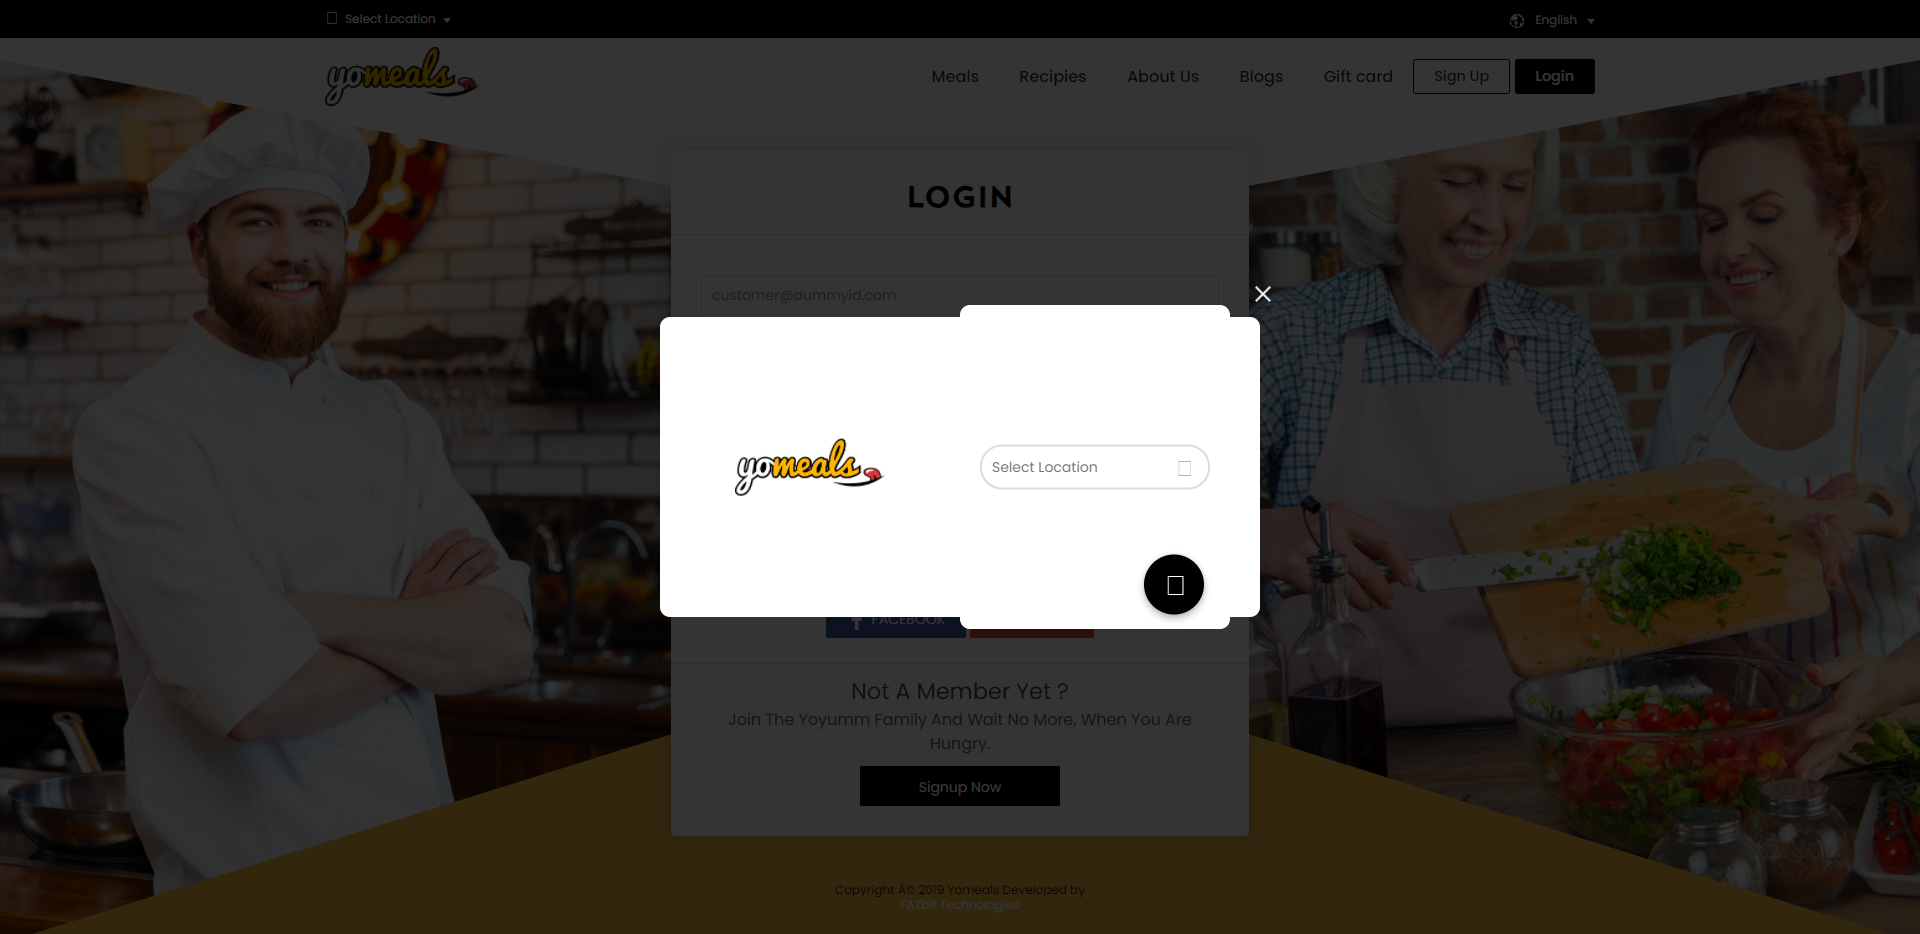 Select Location
English
yomeals
Meals
Recipies
About Us
Blogs
Gift card
Sign Up
Login
LOGIN
customer@dummyid.com
yomeals
Select Location
FACEBOOK
Not A Member Yet ?
Join The Yoyumm Family And Wait No More, When You Are
Hungry.
Signup Now
Copyright Â© 2019 Yomeals Developed by
FATbit Technologies